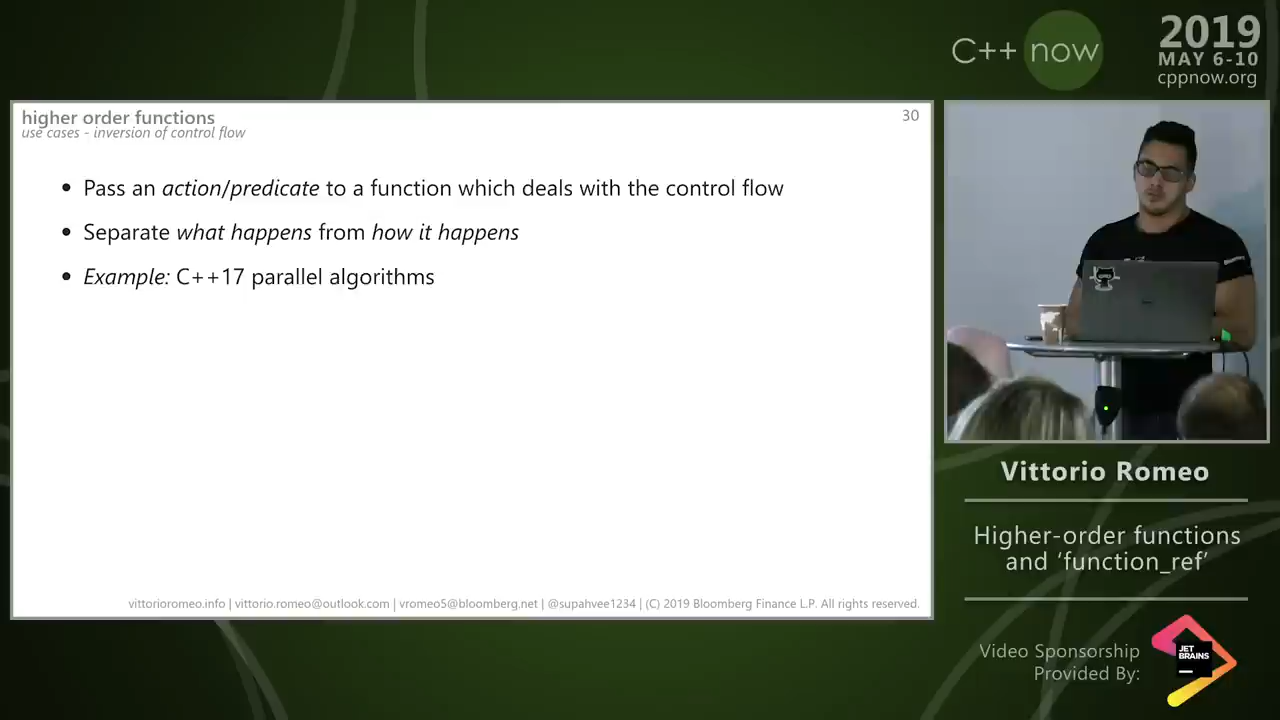 C++ now
2019
MAY 6-10
cppnow.org
higher order functions
use cases - inversion of control flow
30
• Pass an action/predicate to a function which deals with the control flow
• Separate what happens from how it happens
• Example: C++17 parallel algorithms
vittorioromeo.info | vittorio.romeo@outlook.com | vromeo5@bloomberg.net | @supahvee1234 | (C) 2019 Bloomberg Finance L.P. All rights reserved.
Vittorio Romeo
Higher-order functions
and ‘function_ref’
Video Sponsorship
Provided By:
JET
BRAINS